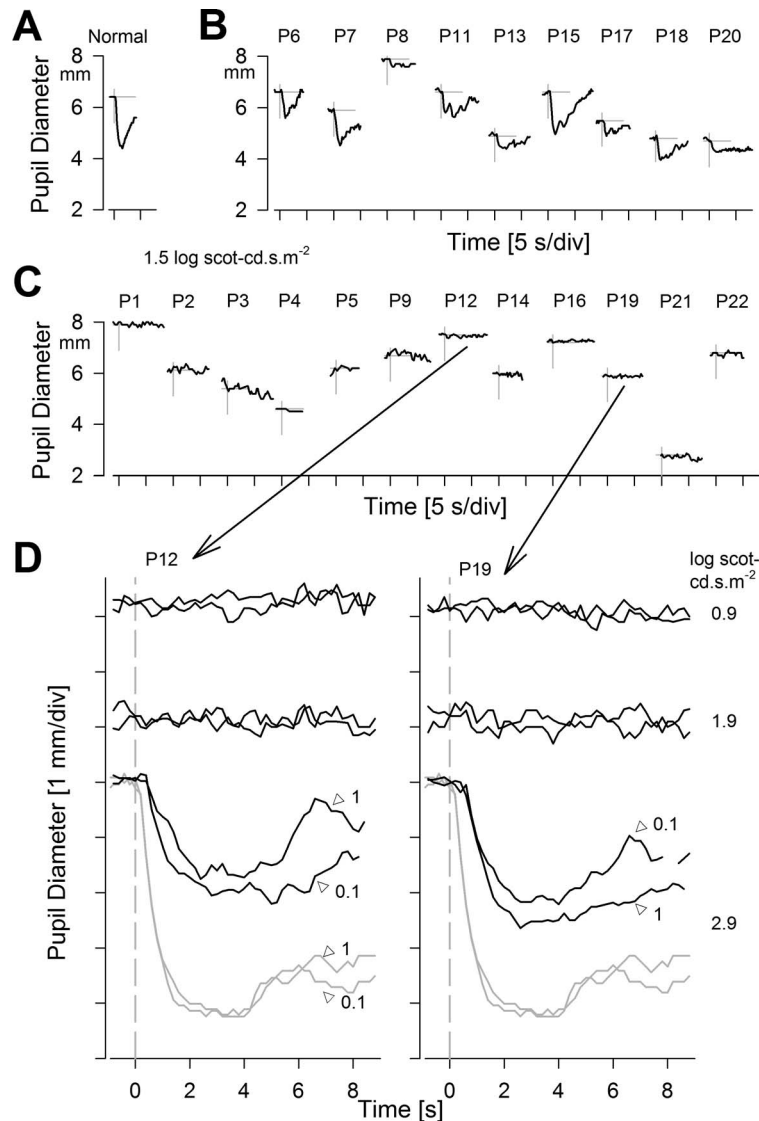 A
Normal
8
mm
6
4
2
Pupil Diameter
B
P6 P7 P8 P11 P13 P15 P17 P18 P20
8
mm
6
4
2
Time [5 s/div]
1.5 log scot-cd.s.m-2
C
P1 P2 P3 P4 P5 P9 P12 P14 P16 P19 P21 P22
8
mm
6
4
2
Pupil Diameter
Time [5 s/div]
D
P12
P19
log scot-
cd.s.m-2
0.9
1.9
2.9
Pupil Diameter [1 mm/div]
1
0.1
1
0.1
0.1
1
0 2 4 6 8
0 2 4 6 8
Time [s]